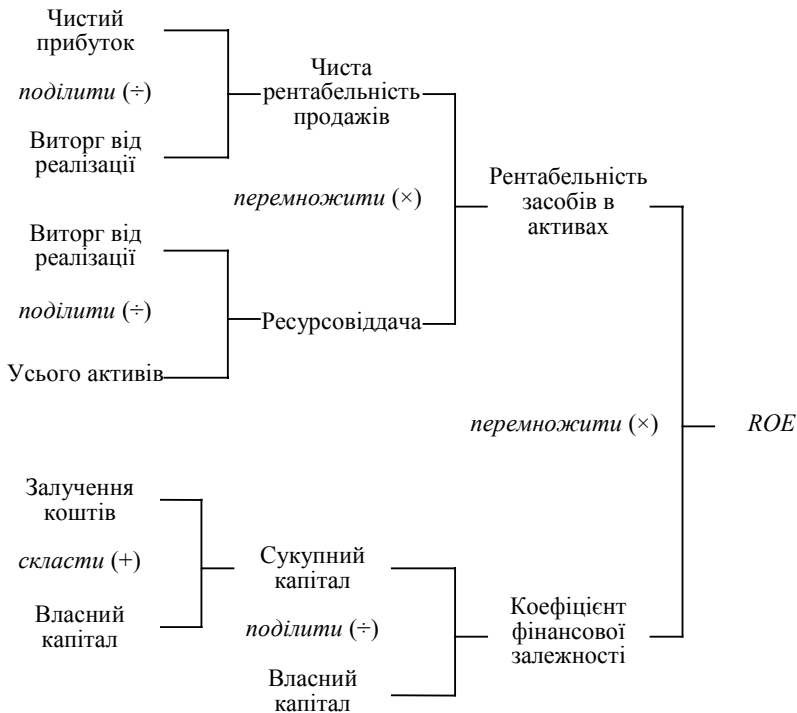 Чистий
прибуток
поділити (÷)
Виторг від
реалізації
Чиста
рентабельність
продажів
перемножити (×)
Виторг від
реалізації
поділити (÷)
Усього активів
Ресурсовіддача
Рентабельність
засобів в
активах
перемножити (×)
ROE
Залучення
коштів
скласти (+)
Власний
капітал
Сукупний
капітал
поділити (÷)
Власний
капітал
Коефіцієнт
фінансової
залежності